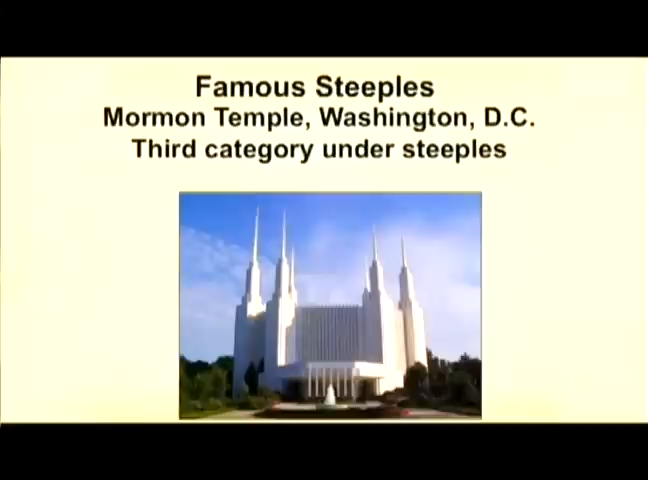 Famous Steeples
Mormon Temple, Washington, D.C.
Third category under steeples